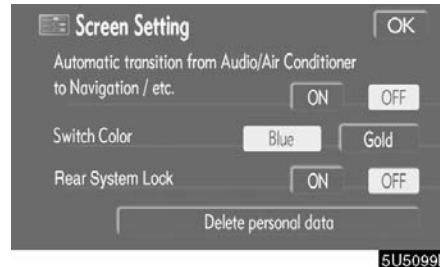 Screen Setting OK
Automatic transition from Audio/Air Conditioner
to Navigation / etc. ON OFF
Switch Color Blue Gold
Rear System Lock ON OFF
Delete personal data
5U5099